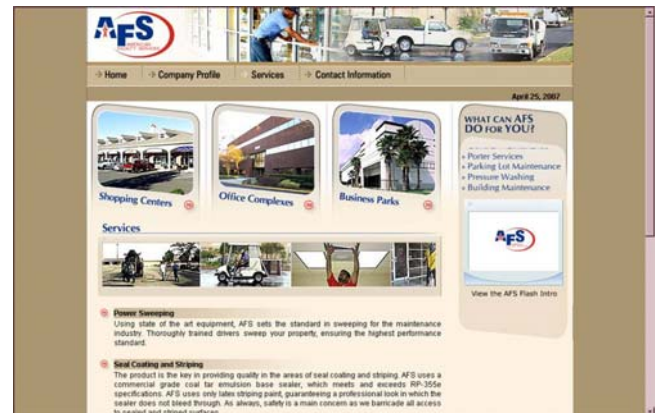 AFS
AMERICAN
FACILITY SERVICES
Home
Company Profile
Services
Contact Information
April 25, 2007
Shopping Centers
Office Complexes
Business Parks
WHAT CAN AFS
DO FOR YOU?
» Porter Services
» Parking Lot Maintenance
» Pressure Washing
» Building Maintenance
AFS
View the AFS Flash Intro
Services
Power Sweeping
Using state of the art equipment, AFS sets the standard in sweeping for the maintenance
industry. Thoroughly trained drivers sweep your property, ensuring the highest performance
standard.
Seal Coating and Striping
The product is the key in providing quality in the areas of seal coating and striping. AFS uses a
commercial grade coal tar emulsion base sealer, which meets and exceeds RP-355e
specifications. AFS uses only latex striping paint, guaranteeing a professional look in which the
sealer does not bleed through. As always, safety is a main concern as we barricade all access
to sealed and striped surfaces.